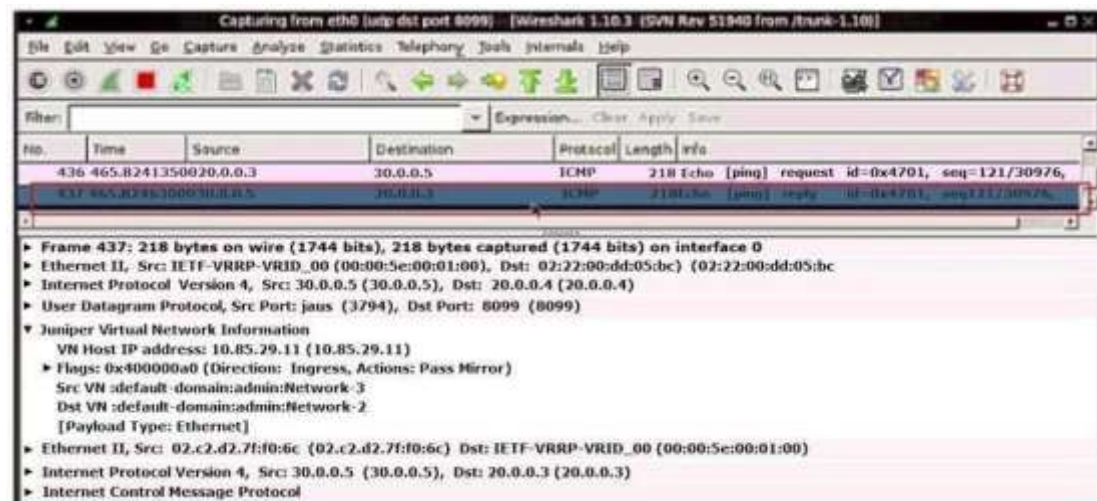 Capturing from eth0 (udp dst port 8099) [Wireshark 1.10.3 (SVN Rev 51940 from /trunk-1.10)]
File Edit View Go Capture Analyze Statistics Telephony Tools Internals Help
Filter: Expression... Clear Apply Save
No. Time Source Destination Protocol Length Info
436 465.8241350020.0.0.3 30.0.0.5 ICMP 218 Echo [ping] request id=0x4701, seq=121/30976,
437 ICMP [ping] reply id=0x4701, seq121/30976,
▶ Frame 437: 218 bytes on wire (1744 bits), 218 bytes captured (1744 bits) on interface 0
▶ Ethernet II, Src: IETF-VRRP-VRID_00 (00:00:5e:00:01:00), Dst: 02:22:00:dd:05:bc) (02:22:00:dd:05:bc
▶ Internet Protocol Version 4, Src: 30.0.0.5 (30.0.0.5), Dst: 20.0.0.4 (20.0.0.4)
▶ User Datagram Protocol, Src Port: jaus (3794), Dst Port: 8099 (8099)
▼ Juniper Virtual Network Information
VN Host IP address: 10.85.29.11 (10.85.29.11)
▶ Flags: 0x400000a0 (Direction: Ingress, Actions: Pass Mirror)
Src VN :default-domain:admin:Network-3
Dst VN :default-domain:admin:Network-2
[Payload Type: Ethernet]
▶ Ethernet II, Src: 02.c2.d2.7f:f0:6c (02.c2.d2.7f:f0:6c) Dst: IETF-VRRP-VRID_00 (00:00:5e:00:01:00)
▶ Internet Protocol Version 4, Src: 30.0.0.5 (30.0.0.5), Dst: 20.0.0.3 (20.0.0.3)
▶ Internet Control Message Protocol